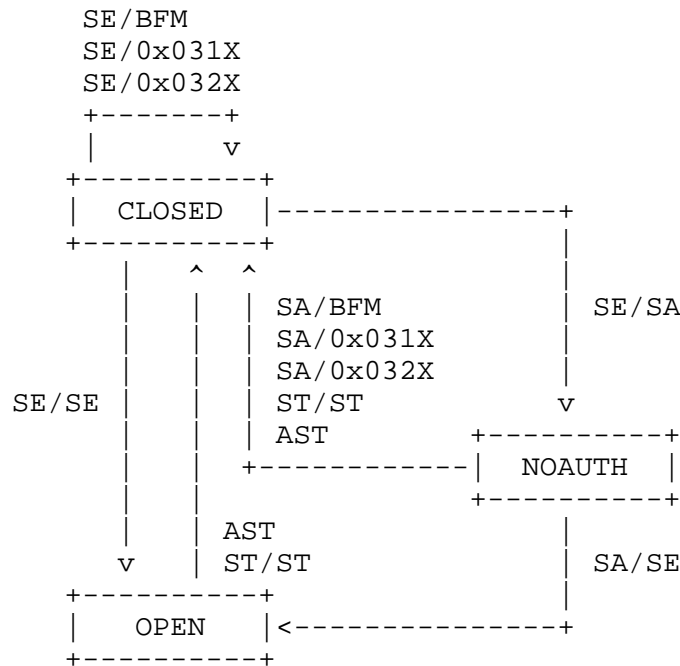 SE/BFM
SE/0x031X
SE/0x032X
CLOSED
SA/BFM
SE/SA
SA/0x031X
SA/0x032X
SE/SE
ST/ST
AST
NOAUTH
AST
ST/ST
SA/SE
OPEN